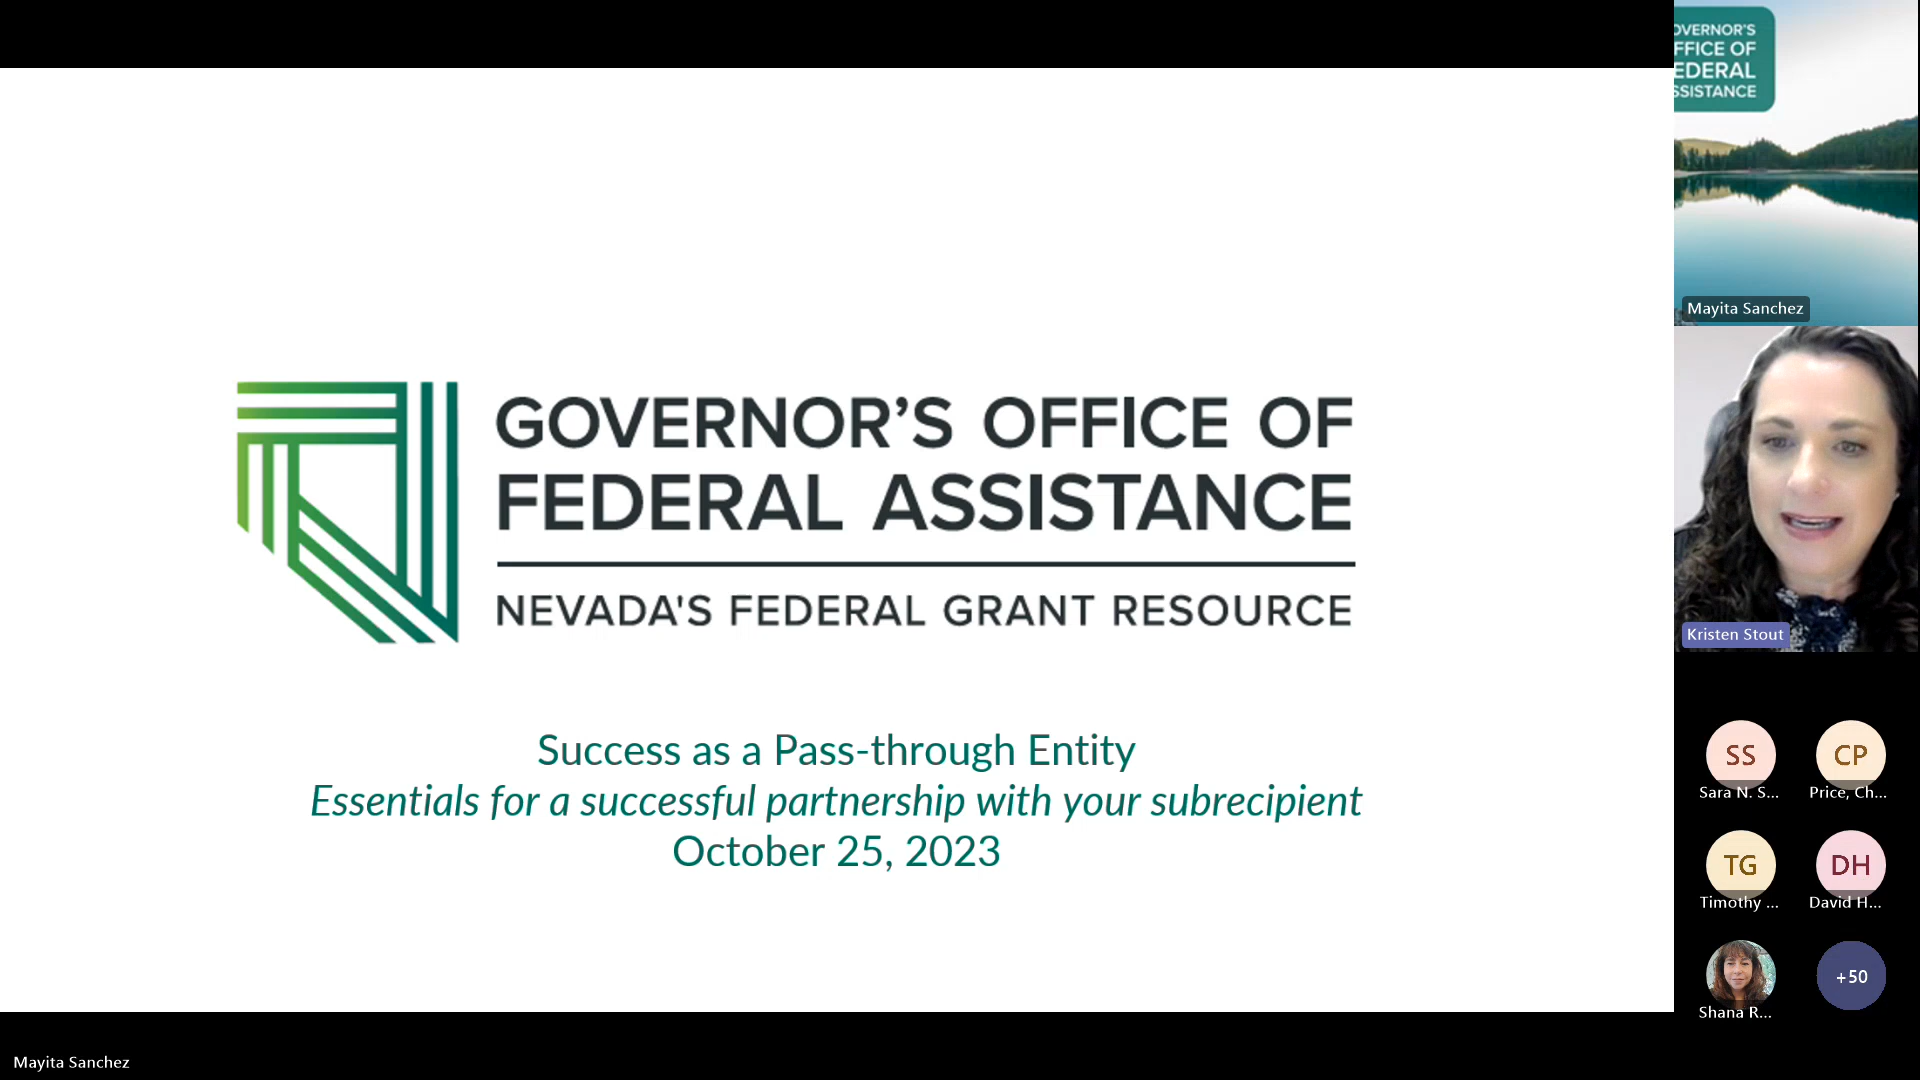 GOVERNOR'S OFFICE OF
FEDERAL ASSISTANCE
NEVADA'S FEDERAL GRANT RESOURCE
Success as a Pass-through Entity
Essentials for a successful partnership with your subrecipient
October 25, 2023
Mayita Sanchez
OVERNOR'S
FFICE OF
EDERAL
SSISTANCE
Mayita Sanchez
Kristen Stout
SS
Sara N. S...
CP
Price, Ch...
TG
Timothy ...
DH
David H...
Shana R...
+50